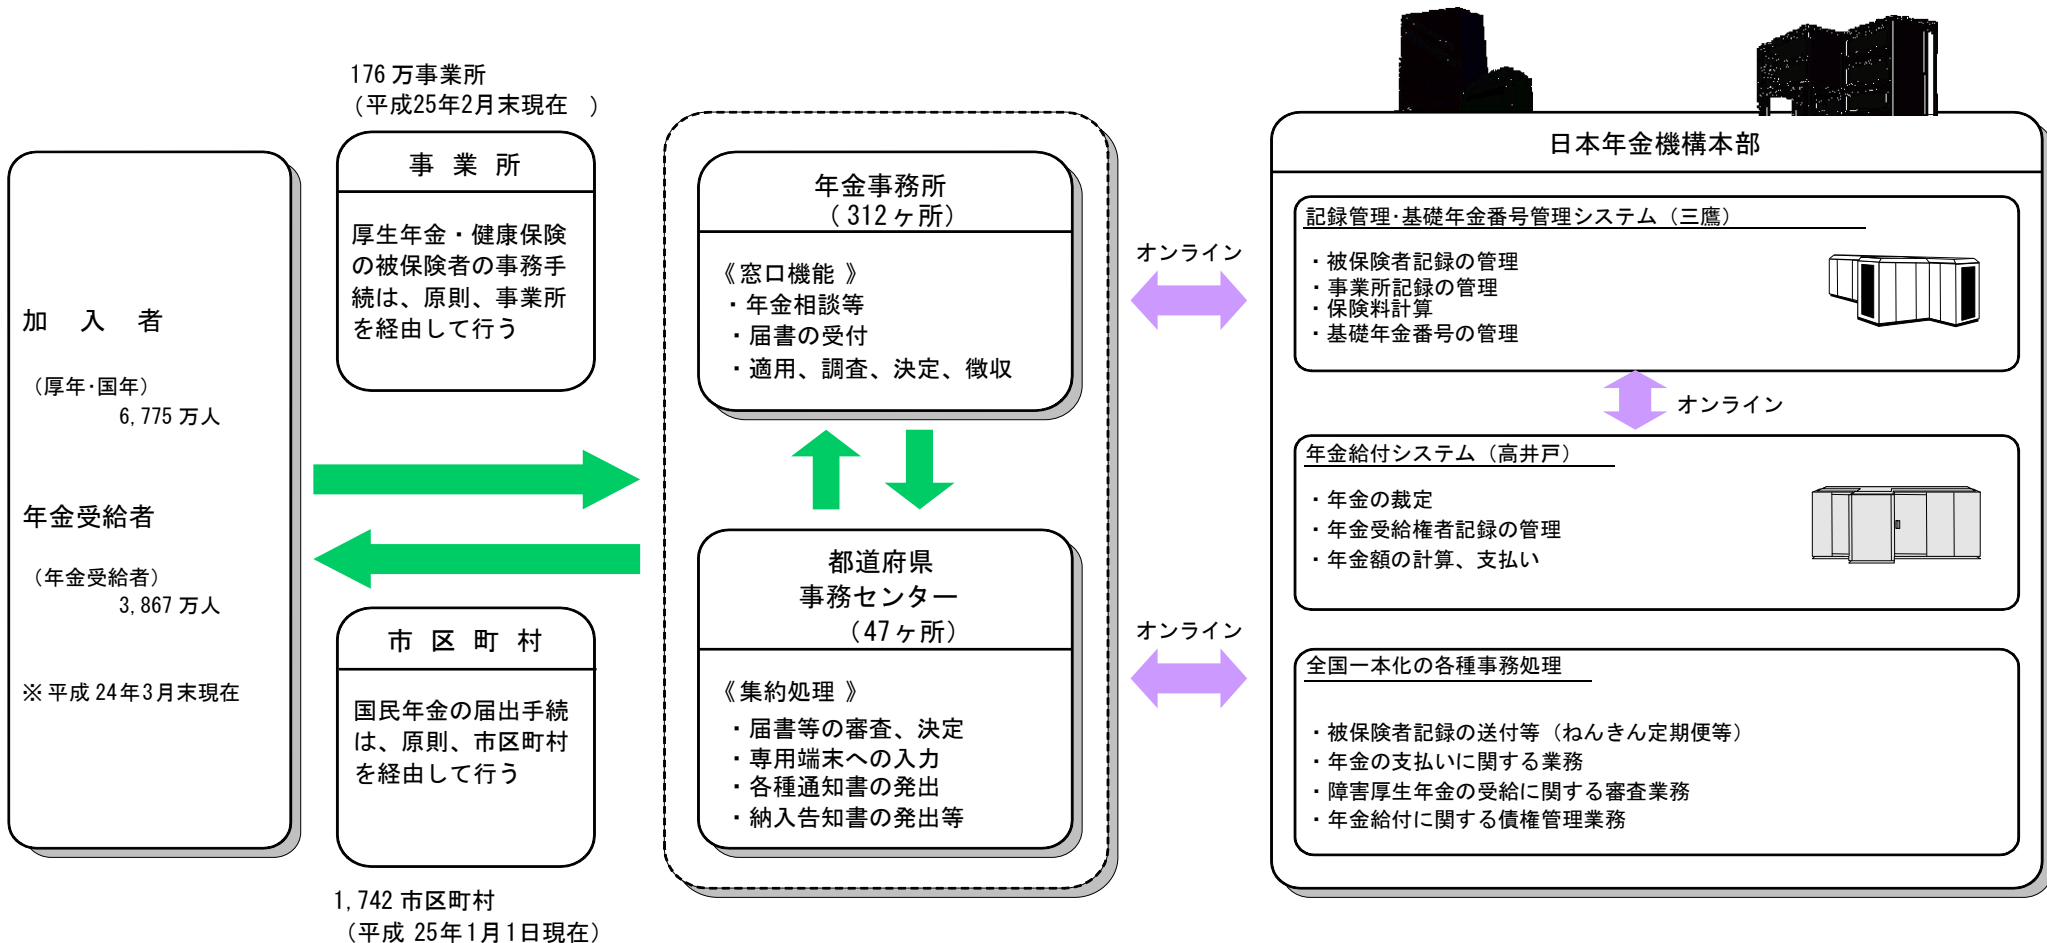 加 入 者
(厚年･国年)
6,775 万人
年金受給者
(年金受給者)
3,867 万人
※ 平成 24年3月末現在
176 万事業所
(平成25年2月末現在 )
事 業 所
厚生年金・健康保険
の被保険者の事務手
続は、原則、事業所
を経由して行う
市 区 町 村
国民年金の届出手続
は、原則、市区町村
を経由して行う
1,742 市区町村
(平成 25年1月1日現在)
年金事務所
(312ヶ所)
《窓口機能 》
・年金相談等
・届書の受付
・適用、調査、決定、徴収
都道府県
事務センター
(47ヶ所)
《集約処理 》
・届書等の審査、決定
・専用端末への入力
・各種通知書の発出
・納入告知書の発出等
オンライン
オンライン
日本年金機構本部
記録管理･基礎年金番号管理システム(三鷹)
・被保険者記録の管理
・事業所記録の管理
・保険料計算
・基礎年金番号の管理
オンライン
年金給付システム(高井戸)
・年金の裁定
・年金受給権者記録の管理
・年金額の計算、支払い
全国一本化の各種事務処理
・被保険者記録の送付等(ねんきん定期便等)
・年金の支払いに関する業務
・障害厚生年金の受給に関する審査業務
・年金給付に関する債権管理業務